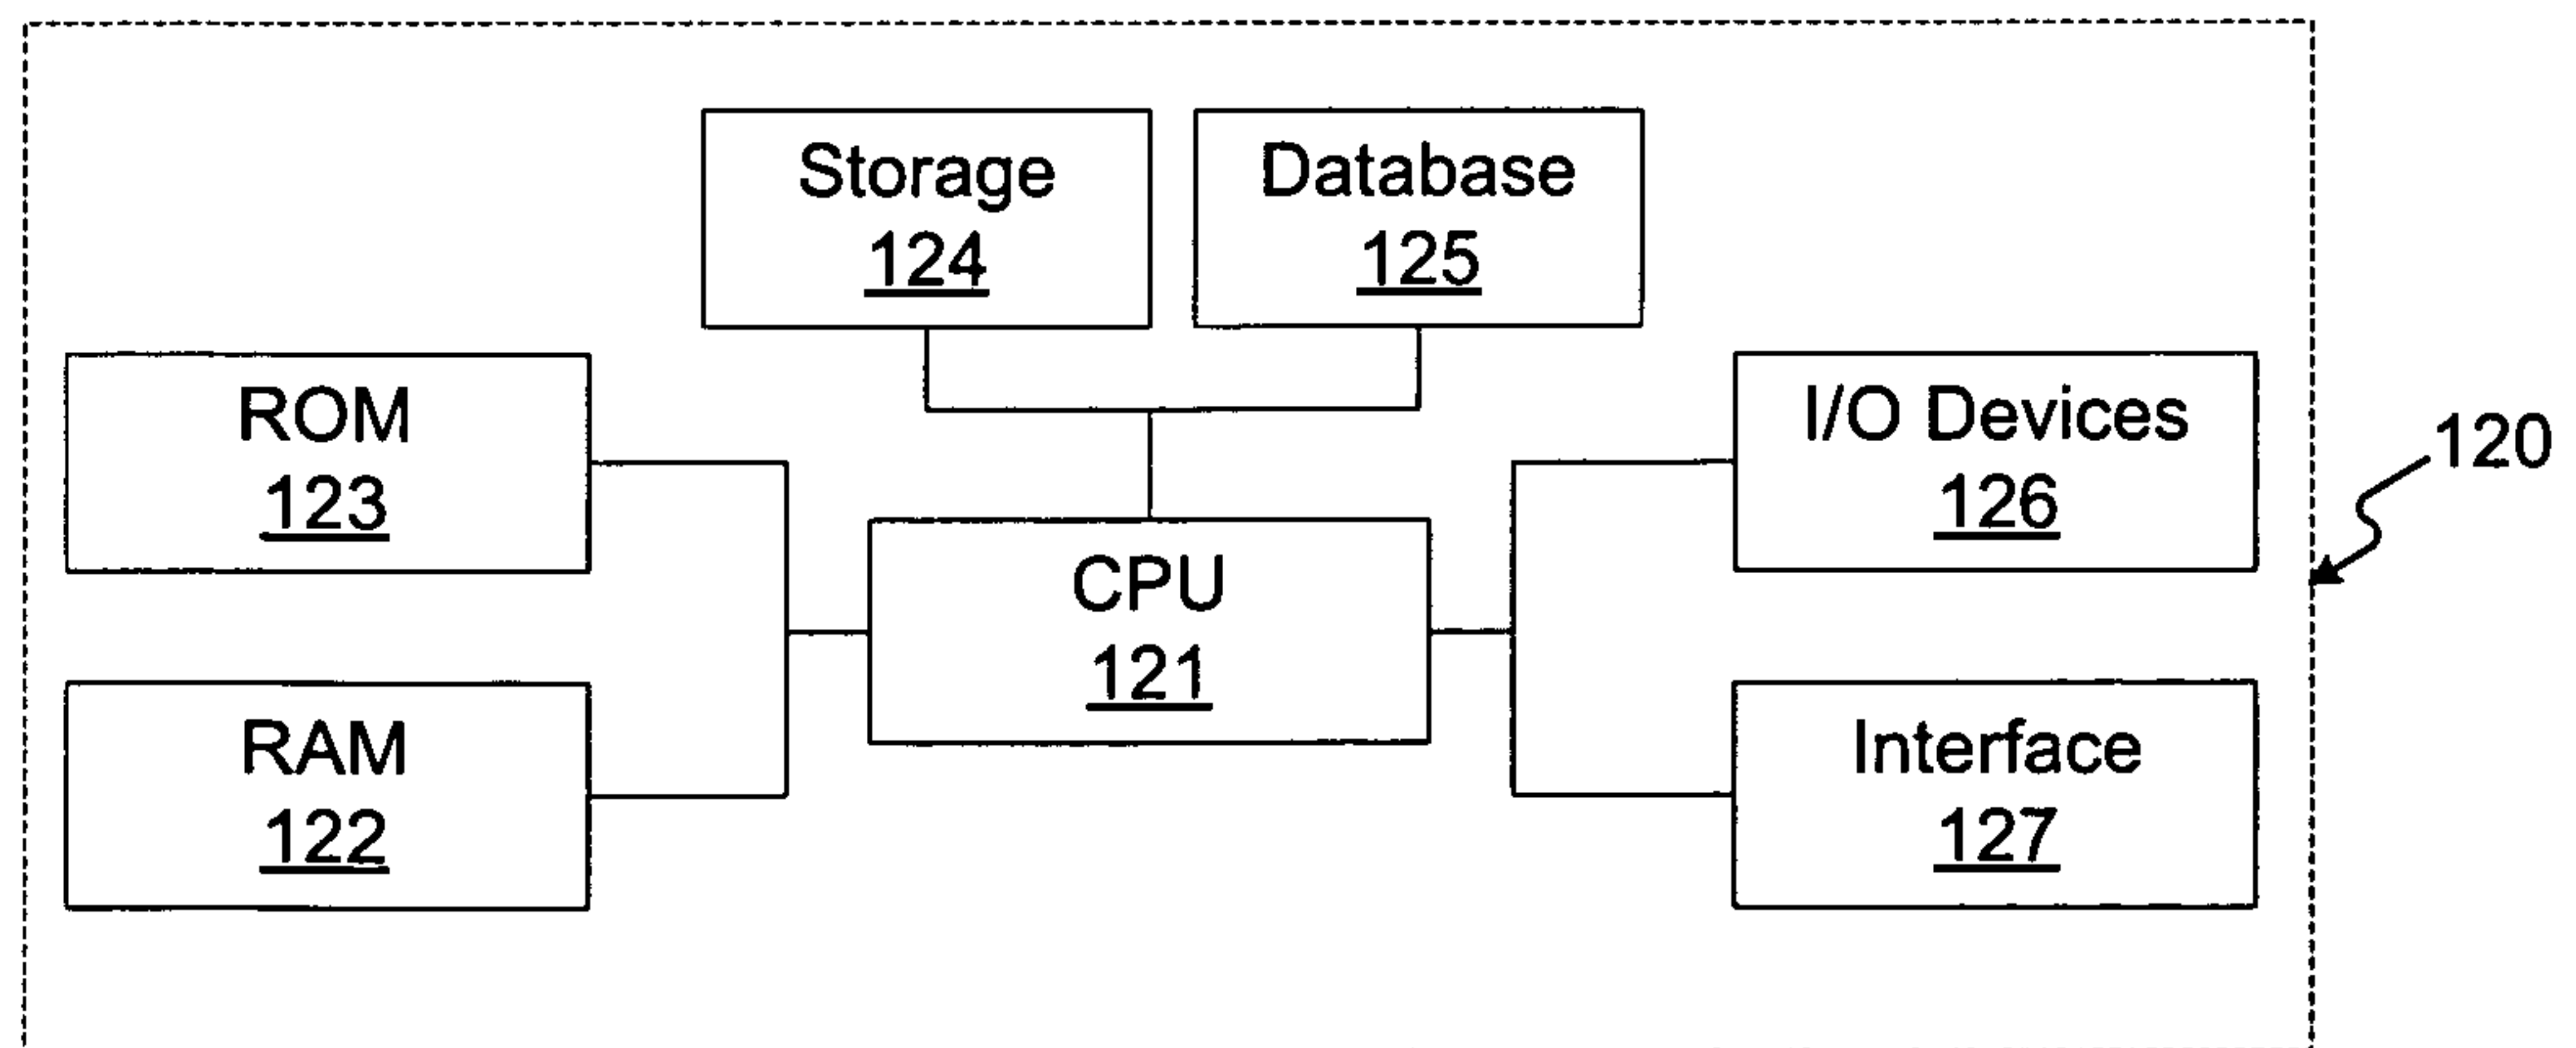 Storage
124
Database
125
ROM
123
I/O Devices
126
120
CPU
121
RAM
122
Interface
127